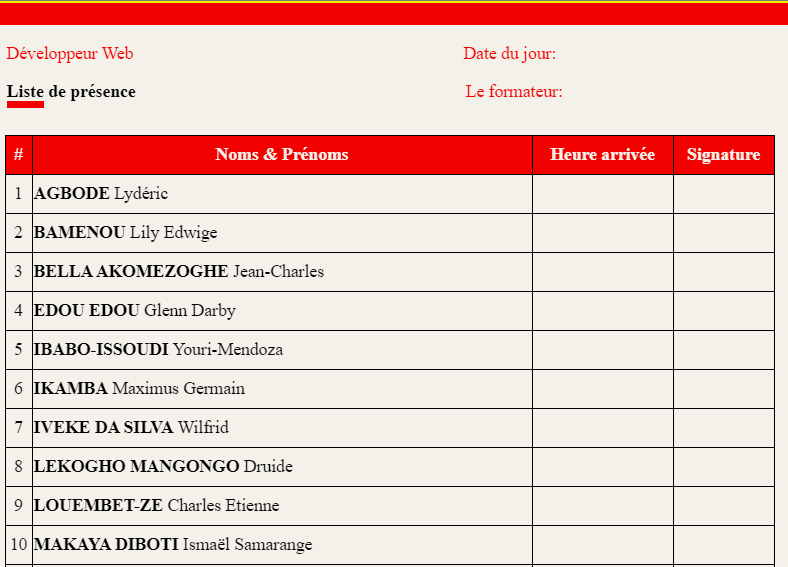 Développeur Web Date du jour:
Liste de présence Le formateur:
# Noms & Prénoms Heure arrivée Signature
1 AGBODE Lydéric
2 BAMENOU Lily Edwige
3 BELLA AKOMEZOGHE Jean-Charles
4 EDOU EDOU Glenn Darby
5 IBABO-ISSOUDI Youri-Mendoza
6 IKAMBA Maximus Germain
7 IVEKE DA SILVA Wilfrid
8 LEKOGHO MANGONGO Druide
9 LOUEMBET-ZE Charles Etienne
10 MAKAYA DIBOTI Ismaël Samarange